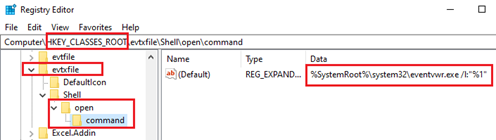 Registry Editor
File Edit View Favorites Help
Computer\HKEY_CLASSES_ROOT\evtxfile\Shell\open\command
evtfile
evtxfile
DefaultIcon
Shell
open
command
Excel.Addin
Name Type Data
(Default) REG_EXPAND... %SystemRoot%\system32\eventvwr.exe /l:"%1"